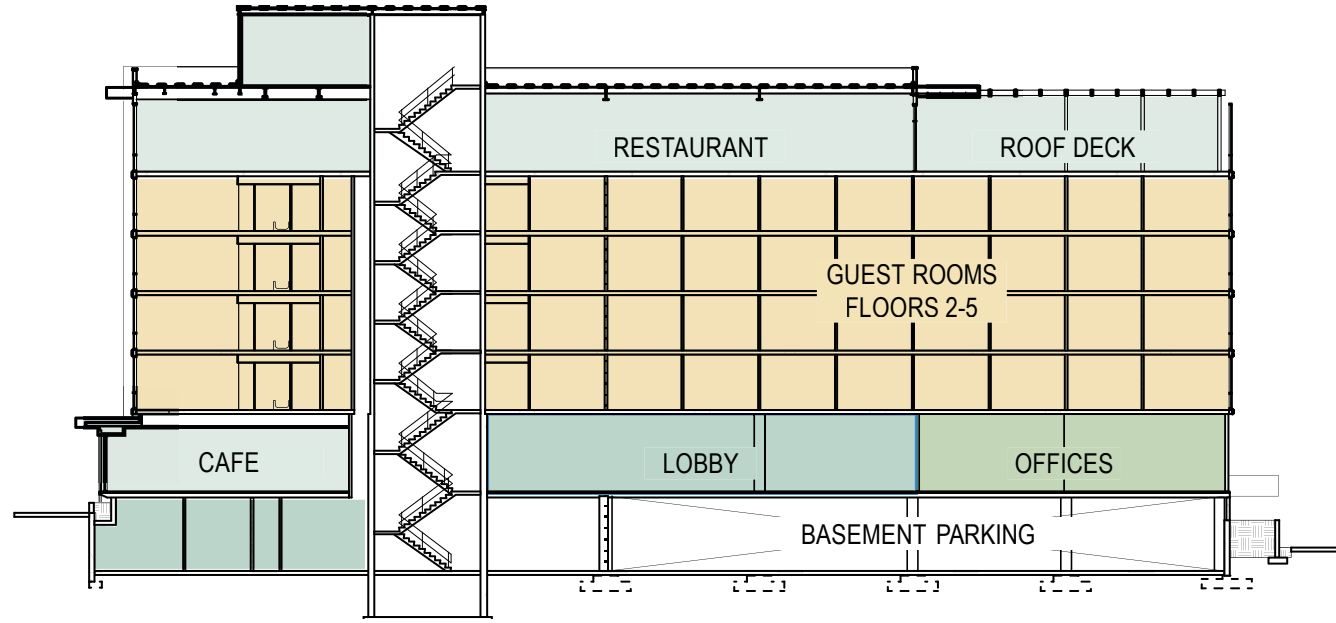 RESTAURANT
ROOF DECK
GUEST ROOMS
FLOORS 2-5
CAFE
LOBBY
OFFICES
BASEMENT PARKING